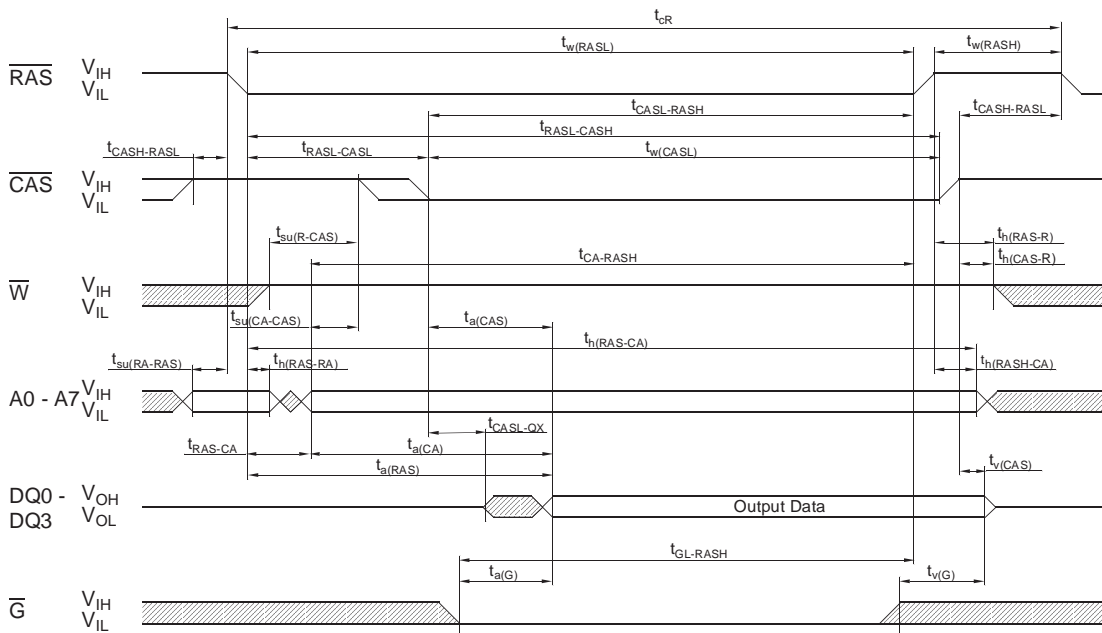 tcR
tw(RASL)
tw(RASH)
RAS
VIH
VIL
tCASL-RASH
tCASH-RASL
tRASL-CASH
tCASH-RASL
tRASL-CASL
tw(CASL)
CAS
VIH
VIL
tsu(R-CAS)
th(RAS-R)
tCA-RASH
th(CAS-R)
W
VIH
VIL
tsu(CA-CAS)
ta(CAS)
th(RAS-CA)
tsu(RA-RAS)
th(RAS-RA)
th(RASH-CA)
A0 - A7
VIH
VIL
tCASL-QX
tRAS-CA
ta(CA)
ta(RAS)
tv(CAS)
DQ0 -
DQ3
VOH
VOL
Output Data
tGL-RASH
ta(G)
tv(G)
G
VIH
VIL